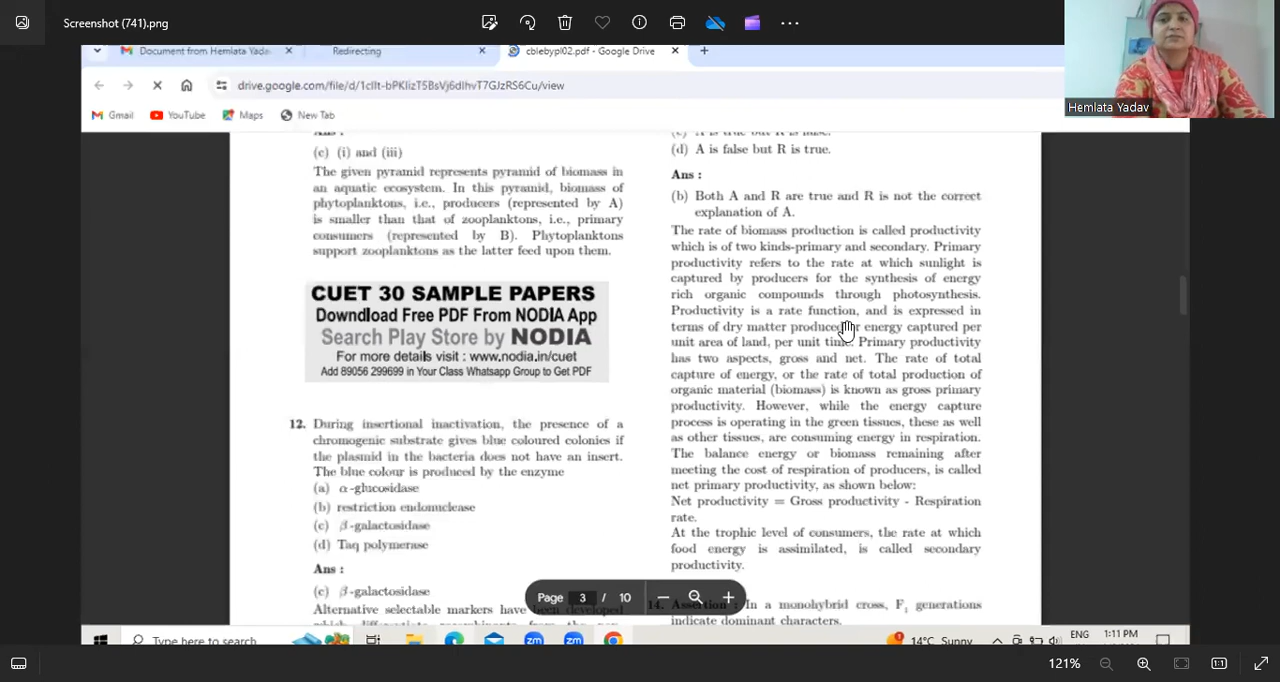 Screenshot (741).png
Document from Hemlata Yada
Redirecting
cblebypl02.pdf - Google Drive
drive.google.com/file/d/1cIlt-bPKIizT5BsVj6dlhvT7GJzRS6Cu/view
Gmail
YouTube
Maps
New Tab
Hemlata Yadav
Ans :
(c) (i) and (iii)
The given pyramid represents pyramid of biomass in
an aquatic ecosystem. In this pyramid, biomass of
phytoplanktons, i.e., producers (represented by A)
is smaller than that of zooplanktons, i.e., primary
consumers (represented by B). Phytoplanktons
support zooplanktons as the latter feed upon them.
CUET 30 SAMPLE PAPERS
Download Free PDF From NODIA App
Search Play Store by NODIA
For more details visit : www.nodia.in/cuet
Add 89056 299699 in Your Class Whatsapp Group to Get PDF
12. During insertional inactivation, the presence of a
chromogenic substrate gives blue coloured colonies if
the plasmid in the bacteria does not have an insert.
The blue colour is produced by the enzyme
(a) α-glucosidase
(b) restriction endonuclease
(c) β-galactosidase
(d) Taq polymerase
Ans :
(c) β-galactosidase
Alternative selectable markers have been developed
(c) A is true but R is false.
(d) A is false but R is true.
Ans :
(b) Both A and R are true and R is not the correct
explanation of A.
The rate of biomass production is called productivity
which is of two kinds-primary and secondary. Primary
productivity refers to the rate at which sunlight is
captured by producers for the synthesis of energy
rich organic compounds through photosynthesis.
Productivity is a rate function, and is expressed in
terms of dry matter produced or energy captured per
unit area of land, per unit time. Primary productivity
has two aspects, gross and net. The rate of total
capture of energy, or the rate of total production of
organic material (biomass) is known as gross primary
productivity. However, while the energy capture
process is operating in the green tissues, these as well
as other tissues, are consuming energy in respiration.
The balance energy or biomass remaining after
meeting the cost of respiration of producers, is called
net primary productivity, as shown below:
Net productivity = Gross productivity - Respiration
rate.
At the trophic level of consumers, the rate at which
food energy is assimilated, is called secondary
productivity.
14. Assertion : In a monohybrid cross, F₁ generations
indicate dominant characters.
Page 3 / 10
Type here to search
14°C Sunny
ENG
1:11 PM
121%